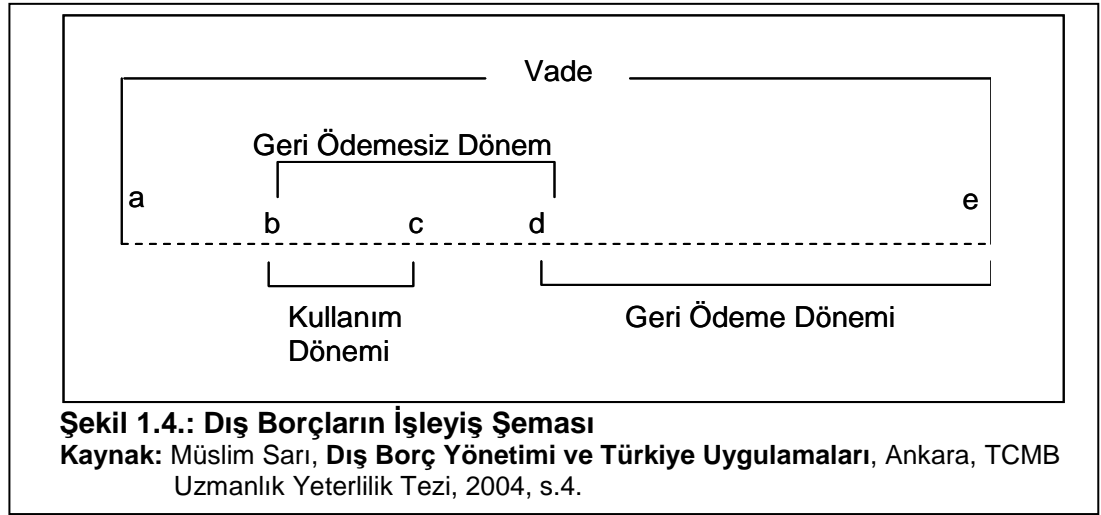 Vade
Geri Ödemesiz Dönem
a
e
b c d
Kullanım
Dönemi
Geri Ödeme Dönemi
Şekil 1.4.: Dış Borçların İşleyiş Şeması
Kaynak: Müslim Sarı, Dış Borç Yönetimi ve Türkiye Uygulamaları, Ankara, TCMB
Uzmanlık Yeterlilik Tezi, 2004, s.4.